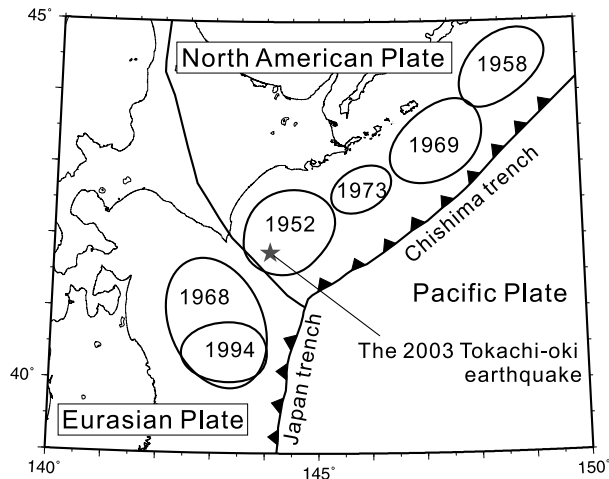 45°
North American Plate
1958
1969
1973
1952
Chishima trench
1968
Pacific Plate
1994
The 2003 Tokachi-oki
earthquake
40°
Japan trench
Eurasian Plate
140°
145°
150°